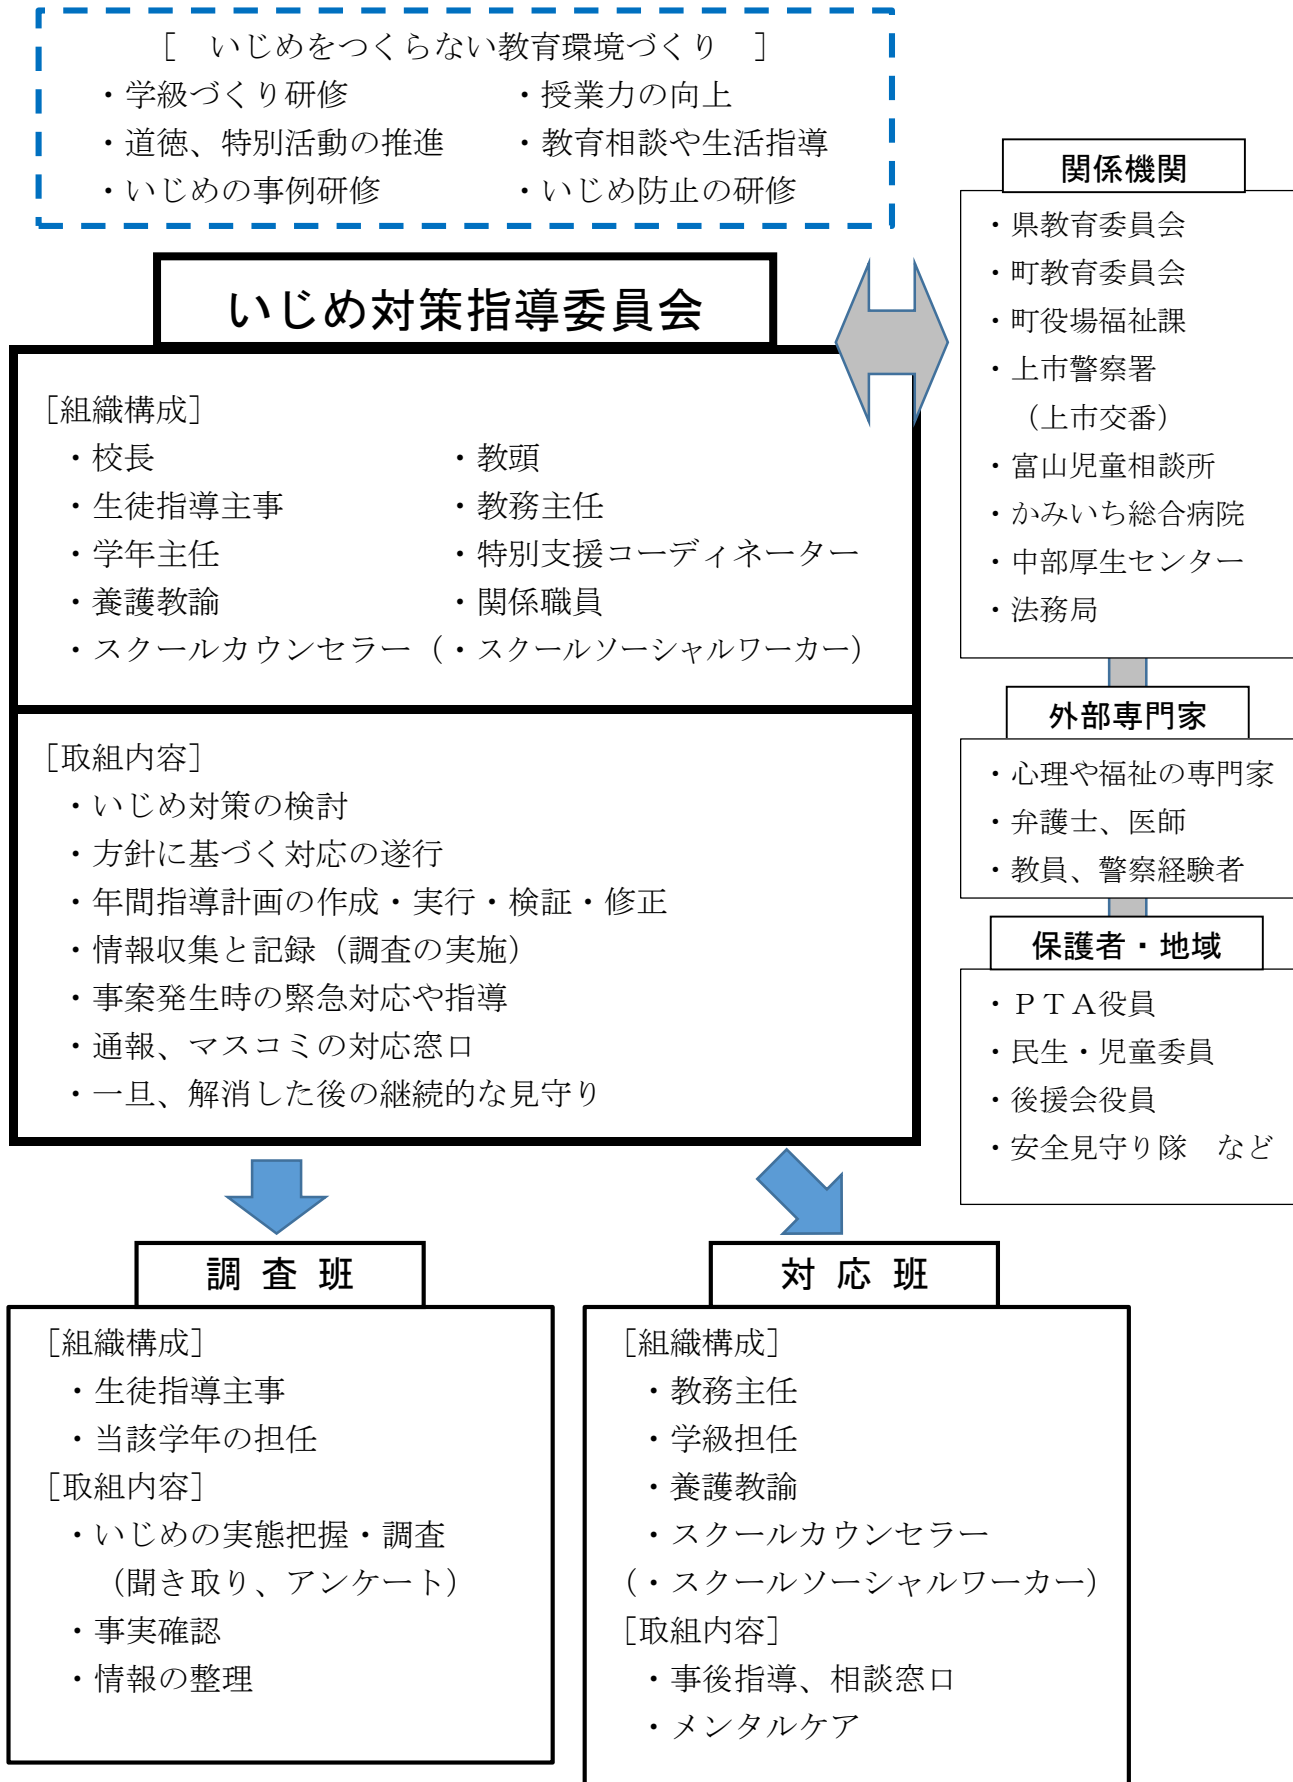 ［　いじめをつくらない教育環境づくり　］
・学級づくり研修　・授業力の向上
・道徳、特別活動の推進　・教育相談や生活指導
・いじめの事例研修　・いじめ防止の研修
いじめ対策指導委員会
［組織構成］
・校長　・教頭
・生徒指導主事　・教務主任
・学年主任　・特別支援コーディネーター
・養護教諭　・関係職員
・スクールカウンセラー（・スクールソーシャルワーカー）
［取組内容］
・いじめ対策の検討
・方針に基づく対応の遂行
・年間指導計画の作成・実行・検証・修正
・情報収集と記録（調査の実施）
・事案発生時の緊急対応や指導
・通報、マスコミの対応窓口
・一旦、解消した後の継続的な見守り
関係機関
・県教育委員会
・町教育委員会
・町役場福祉課
・上市警察署
（上市交番）
・富山児童相談所
・かみいち総合病院
・中部厚生センター
・法務局
外部専門家
・心理や福祉の専門家
・弁護士、医師
・教員、警察経験者
保護者・地域
・ＰＴＡ役員
・民生・児童委員
・後援会役員
・安全見守り隊　など
調 査 班
［組織構成］
・生徒指導主事
・当該学年の担任
［取組内容］
・いじめの実態把握・調査
（聞き取り、アンケート）
・事実確認
・情報の整理
対 応 班
［組織構成］
・教務主任
・学級担任
・養護教諭
・スクールカウンセラー
（・スクールソーシャルワーカー）
［取組内容］
・事後指導、相談窓口
・メンタルケア